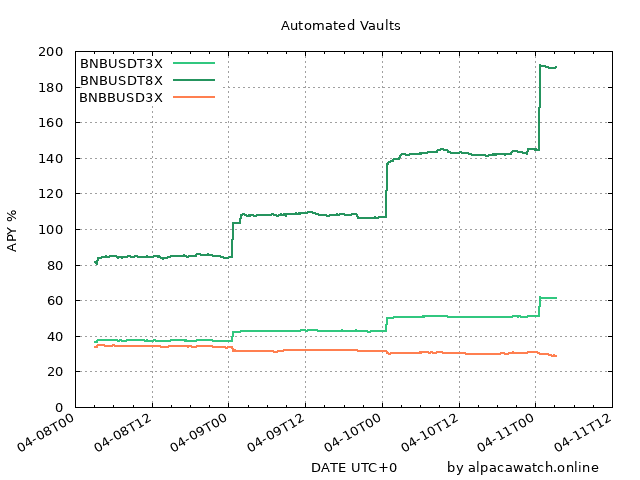 Automated Vaults
APY %
200
180
160
140
120
100
80
60
40
20
0
BNBUSDT3X
BNBUSDT8X
BNBBUSD3X
04-08T00
04-08T12
04-09T00
04-09T12
04-10T00
04-10T12
04-11T00
04-11T12
DATE UTC+0
by alpacawatch.online